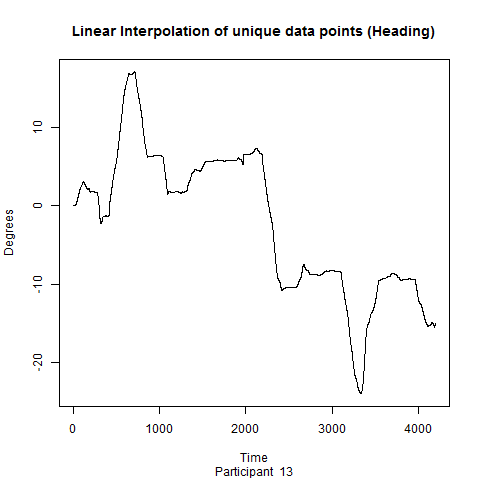 Linear Interpolation of unique data points (Heading)
Degrees
10
0
-10
-20
0 1000 2000 3000 4000
Time
Participant 13